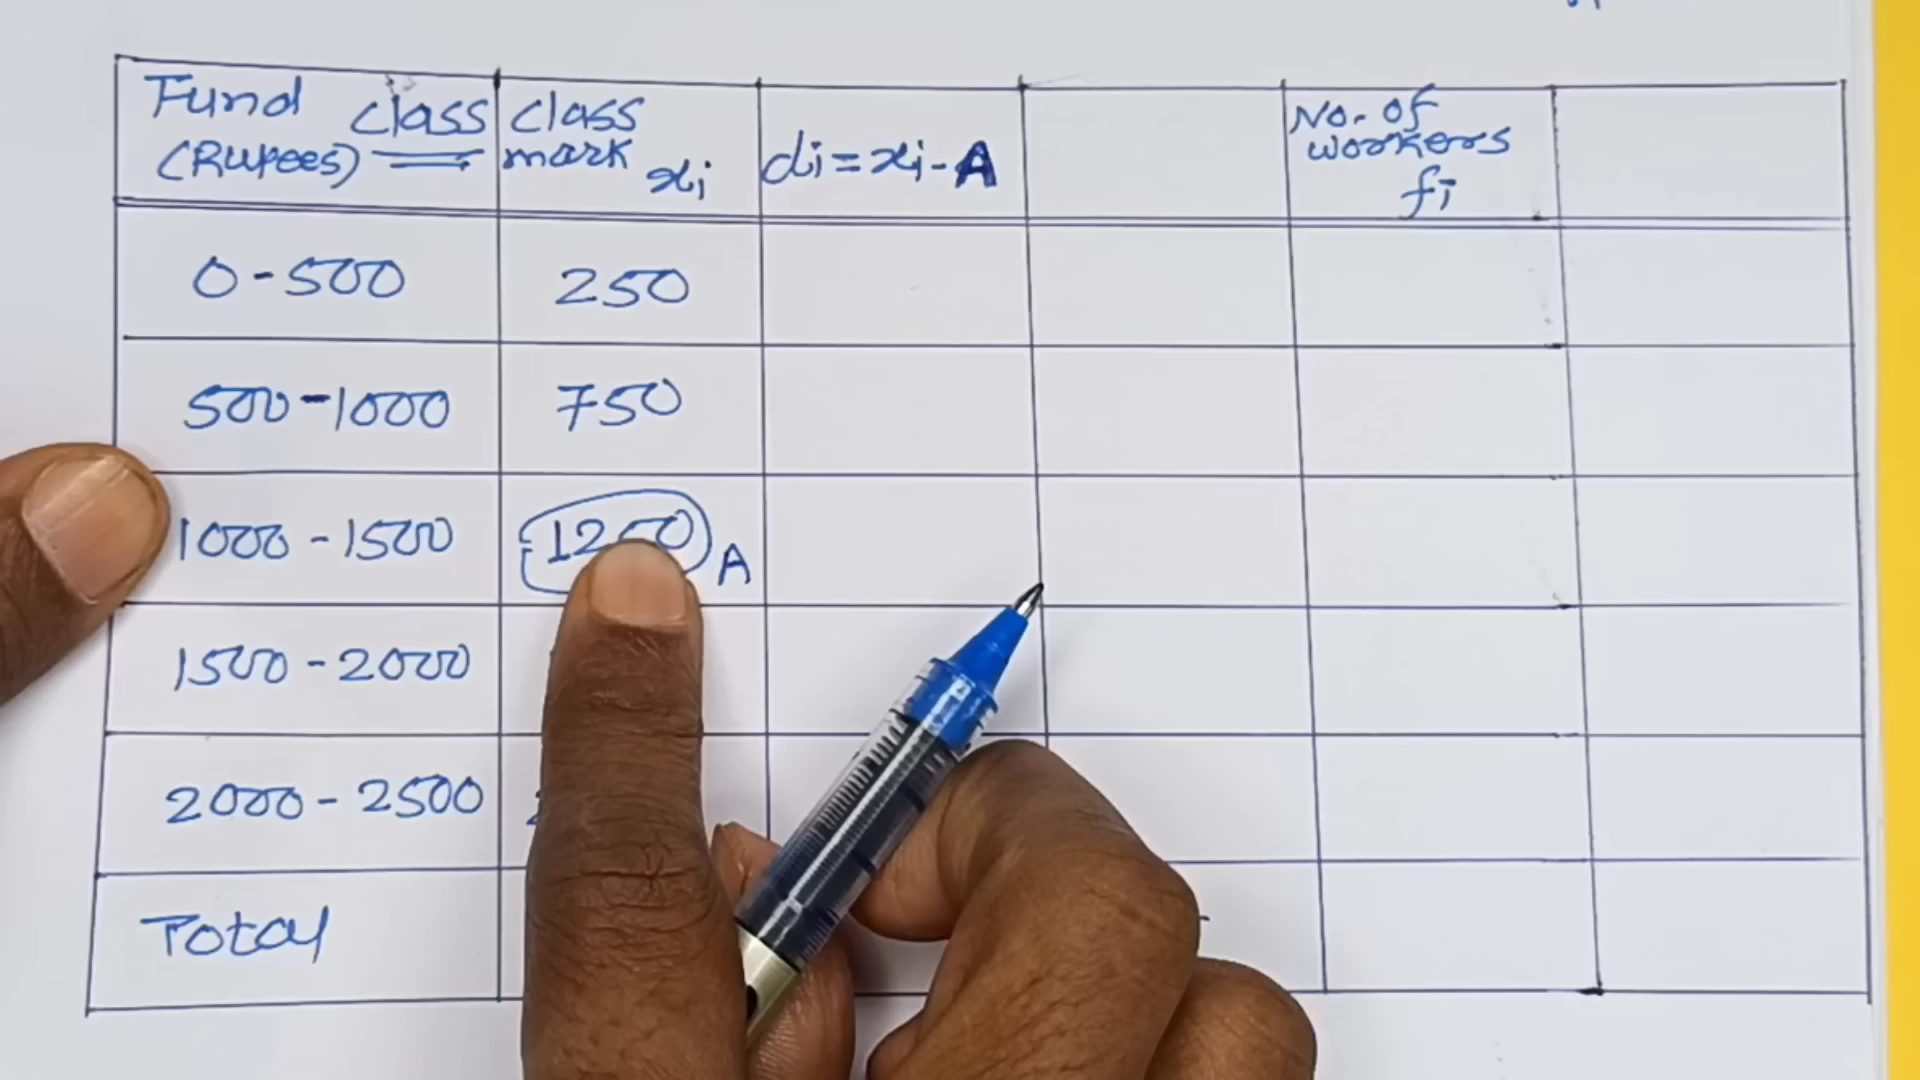 Fund class
(Rupees)
class
mark xi
di = xi - A
No. of
workers
fi
0 - 500
250
500 - 1000
750
1000 - 1500
1250 A
1500 - 2000
2000 - 2500
Total